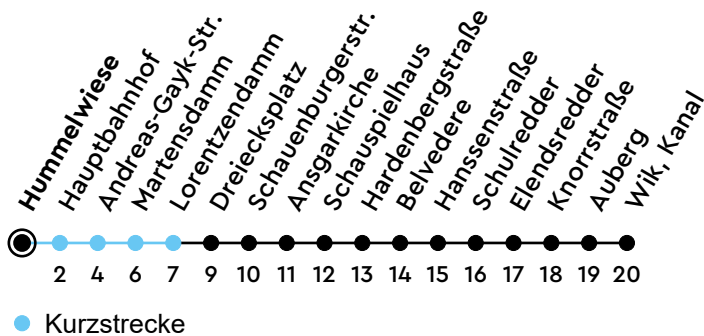 Hummelwiese
Hauptbahnhof
Andreas-Gayk-Str.
Martensdamm
Lorentzendamm
Dreiecksplatz
Schauenburgerstr.
Ansgarkirche
Schauspielhaus
Hardenbergstraße
Belvedere
Hanssenstraße
Schulredder
Elendsredder
Knorrstraße
Auberg
Wik, Kanal
2 4 6 7 9 10 11 12 13 14 15 16 17 18 19 20
Kurzstrecke